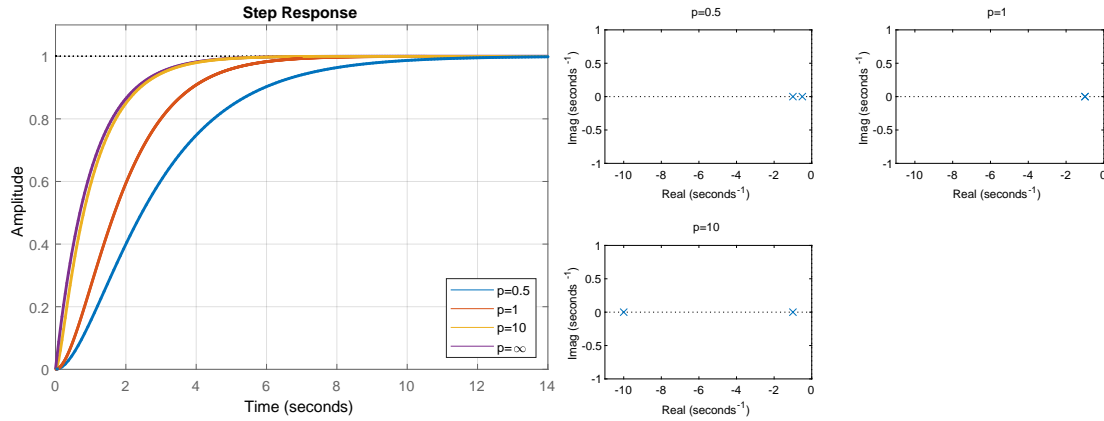 Step Response
1
0.8
0.6
0.4
0.2
0
Amplitude
0 2 4 6 8 10 12 14
Time (seconds)
p=0.5
p=1
p=10
p=∞
p=0.5
1
0.5
0
-0.5
-1
Imag (seconds⁻¹)
-10 -8 -6 -4 -2 0
Real (seconds⁻¹)
p=1
1
0.5
0
-0.5
-1
Imag (seconds⁻¹)
-10 -8 -6 -4 -2 0
Real (seconds⁻¹)
p=10
1
0.5
0
-0.5
-1
Imag (seconds⁻¹)
-10 -8 -6 -4 -2 0
Real (seconds⁻¹)